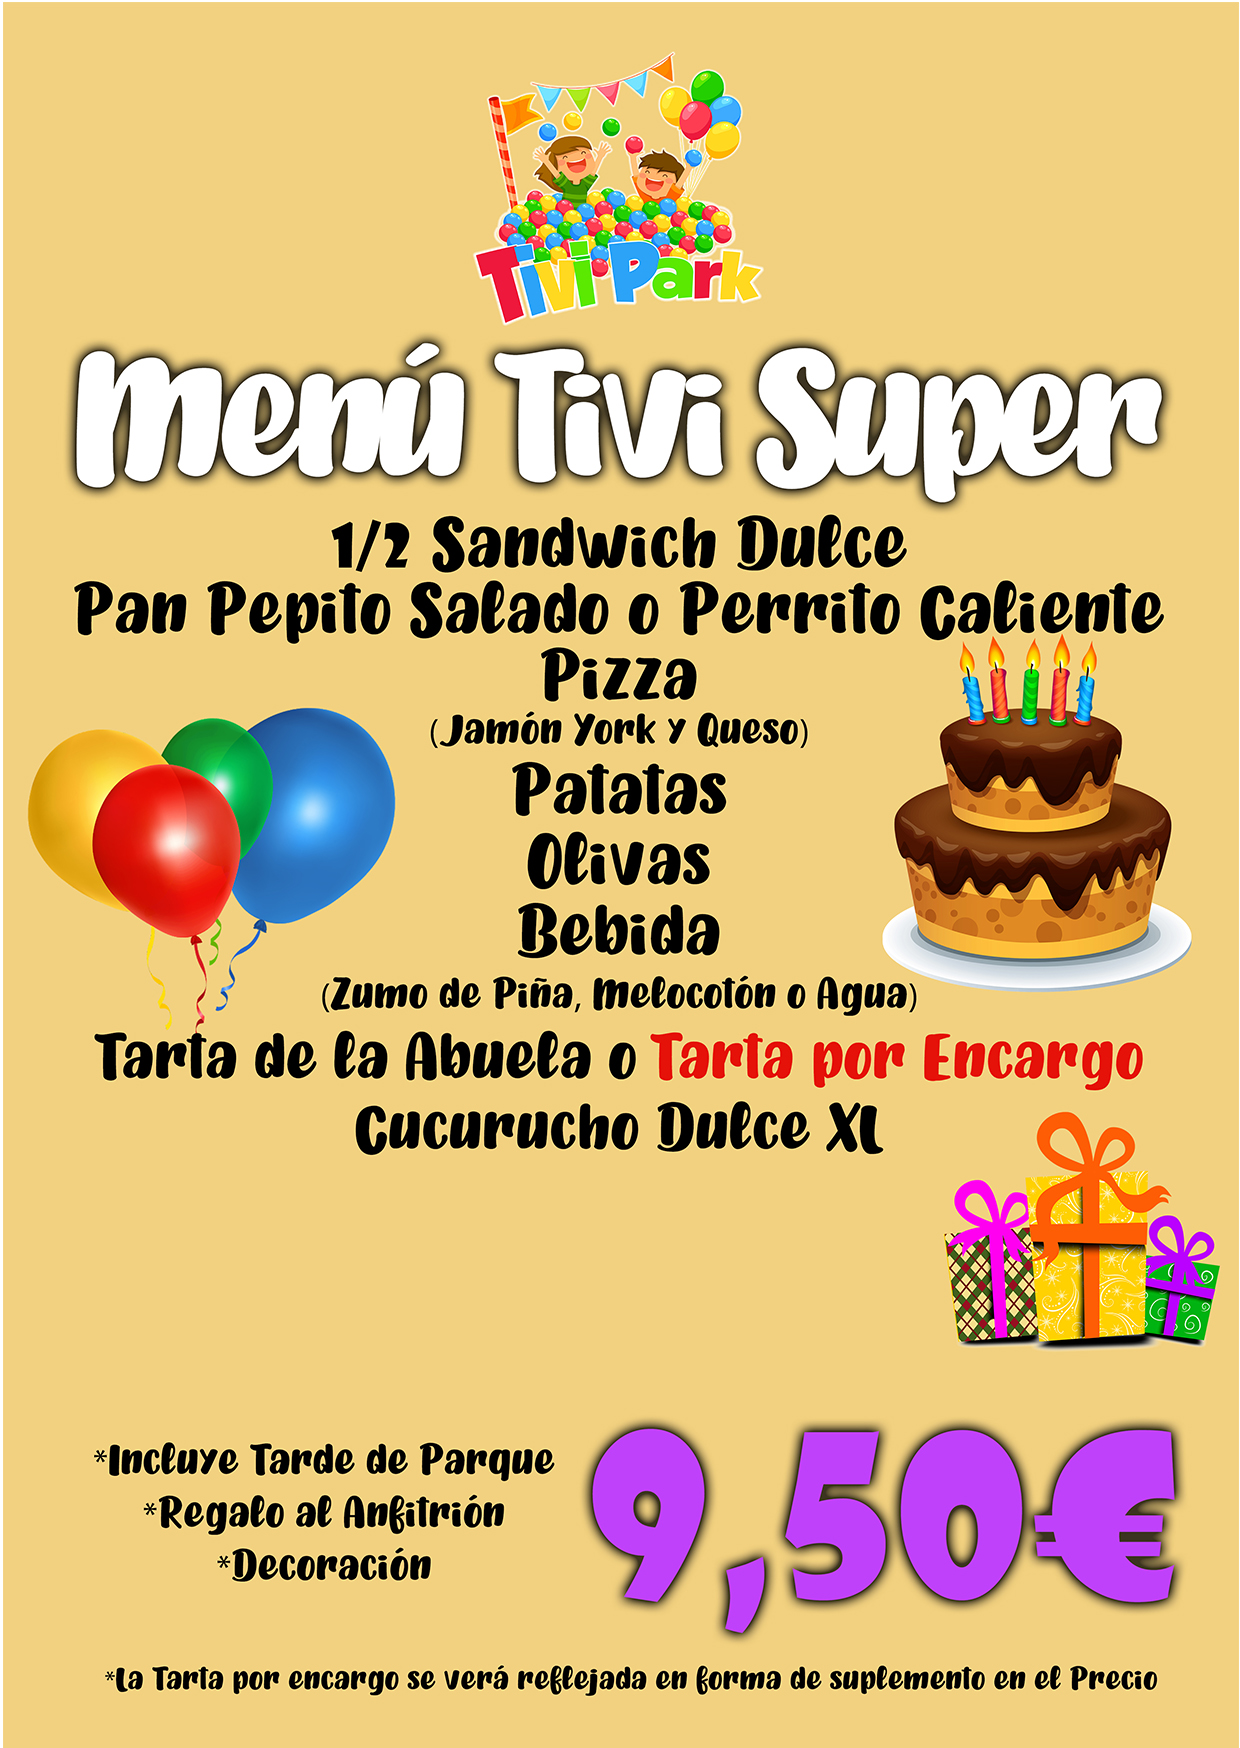 Tivi Park
Menú Tivi Super
1/2 Sandwich Dulce
Pan Pepito Salado o Perrito Caliente
Pizza
(Jamón York y Queso)
Patatas
Olivas
Bebida
(Zumo de Piña, Melocotón o Agua)
Tarta de la Abuela o Tarta por Encargo
Cucurucho Dulce XL
*Incluye Tarde de Parque
*Regalo al Anfitrión
*Decoración
9,50€
*La Tarta por encargo se verá reflejada en forma de suplemento en el Precio